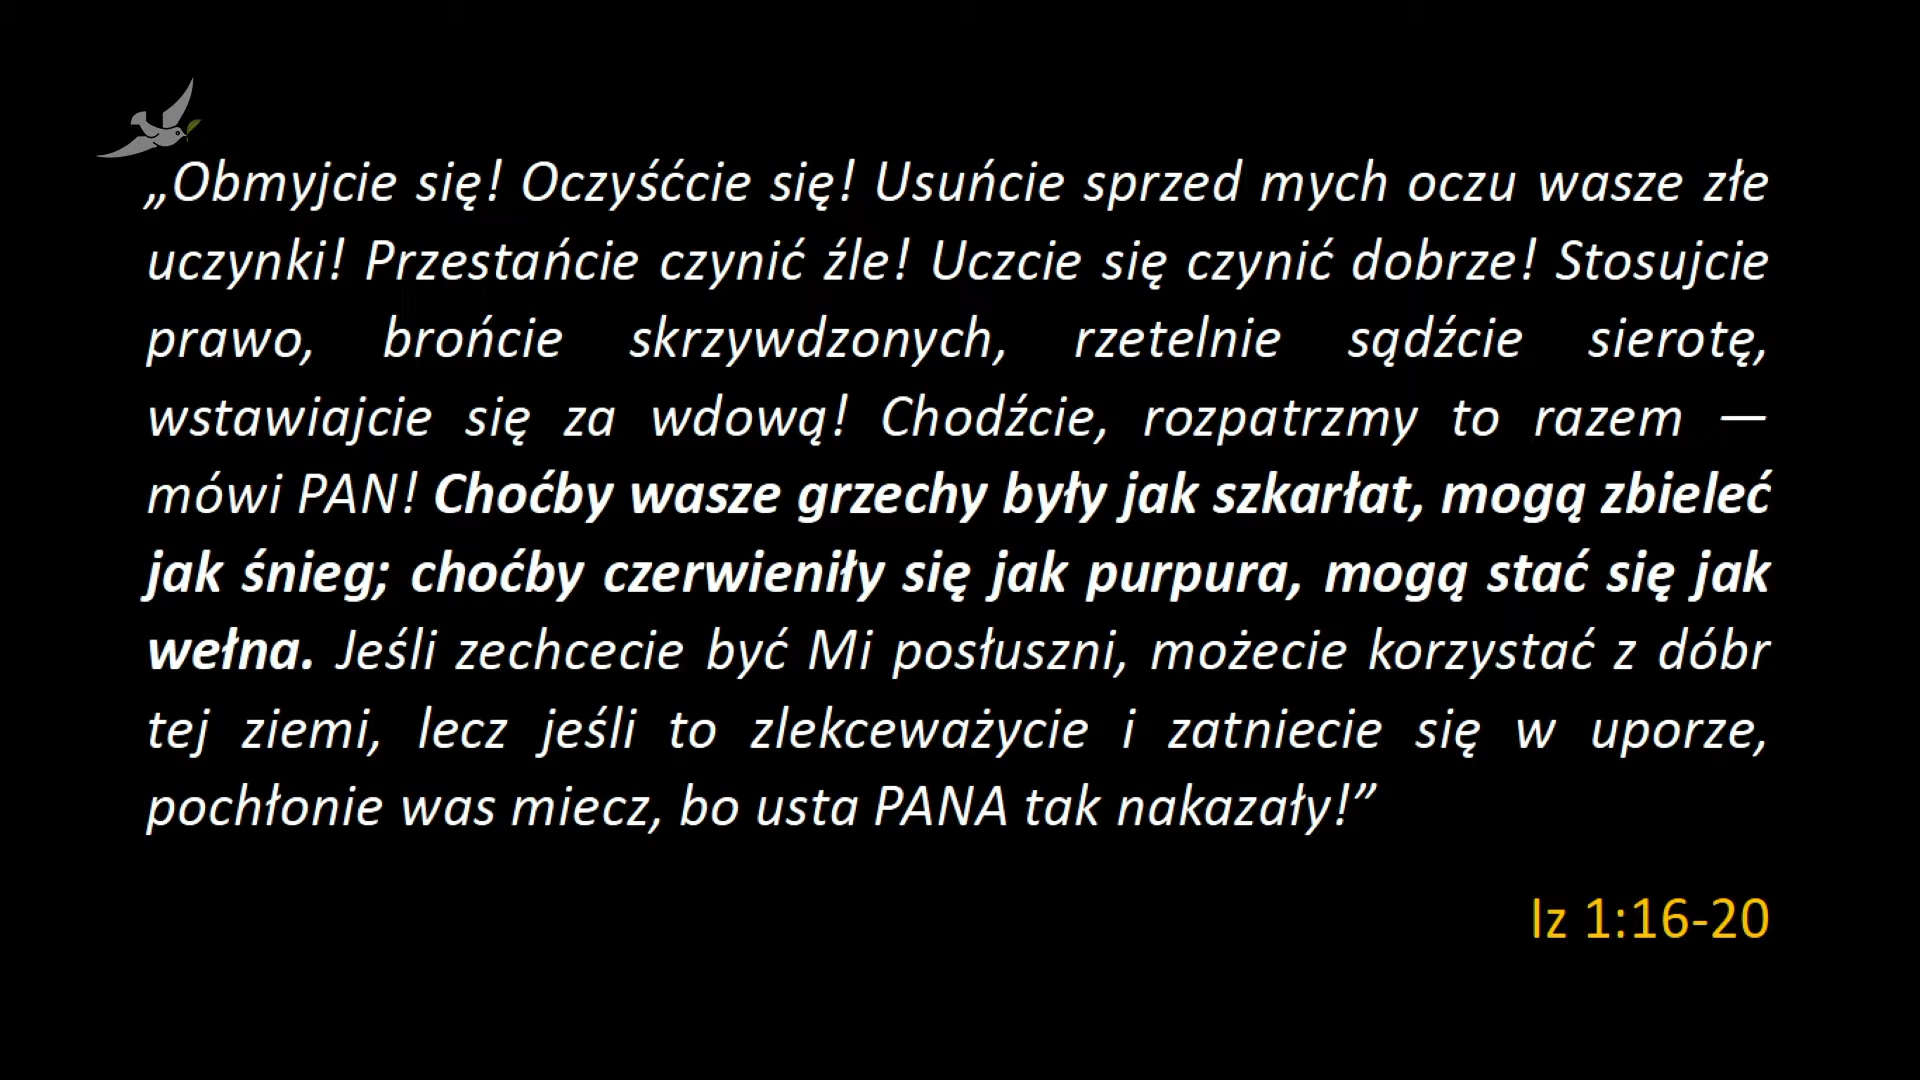 „Obmyjcie się! Oczyśćcie się! Usuńcie sprzed mych oczu wasze złe
uczynki! Przestańcie czynić źle! Uczcie się czynić dobrze! Stosujcie
prawo, brońcie skrzywdzonych, rzetelnie sądźcie sierotę,
wstawiajcie się za wdową! Chodźcie, rozpatrzmy to razem —
mówi PAN! Choćby wasze grzechy były jak szkarłat, mogą zbieleć
jak śnieg; choćby czerwieniły się jak purpura, mogą stać się jak
wełna. Jeśli zechcecie być Mi posłuszni, możecie korzystać z dóbr
tej ziemi, lecz jeśli to zlekceważycie i zatniecie się w uporze,
pochłonie was miecz, bo usta PANA tak nakazały!”
Iz 1:16-20